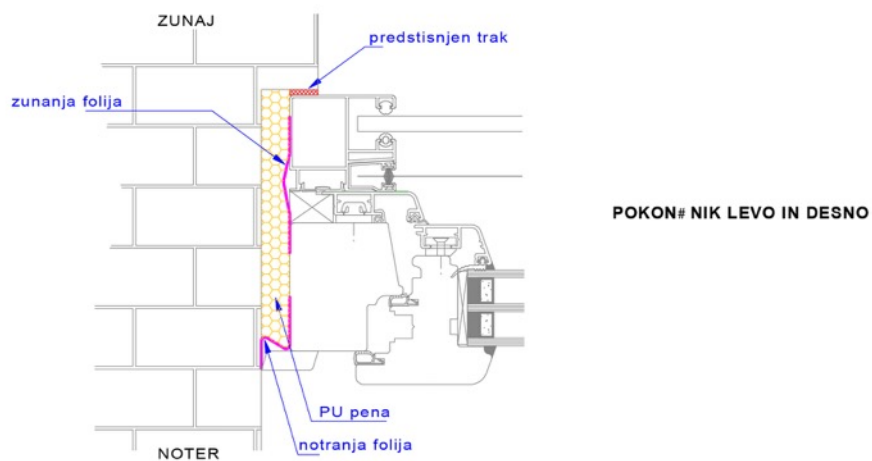 ZUNAJ
predstisnjen trak
zunanja folija
POKON# NIK LEVO IN DESNO
PU pena
notranja folija
NOTER